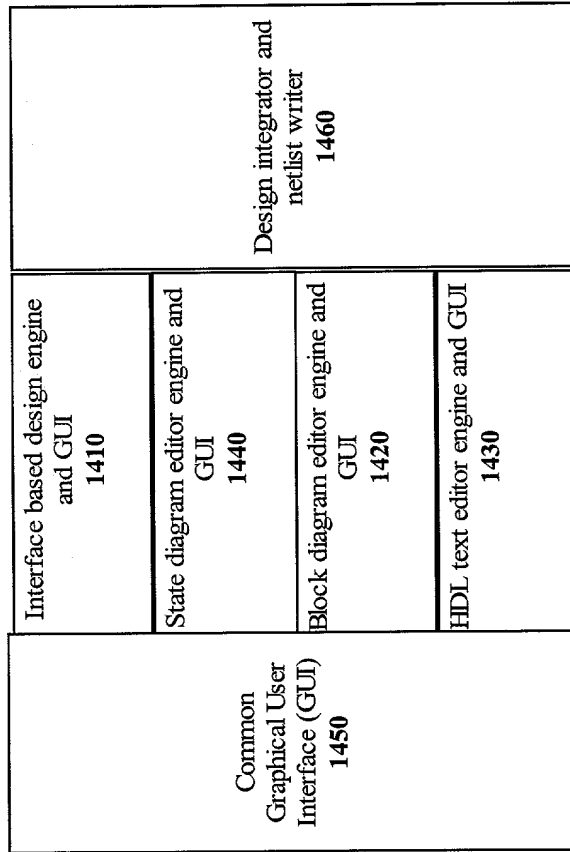 Common
Graphical User
Interface (GUI)
1450
Interface based design engine
and GUI
1410
State diagram editor engine and
GUI
1440
Block diagram editor engine and
GUI
1420
HDL text editor engine and GUI
1430
Design integrator and
netlist writer
1460